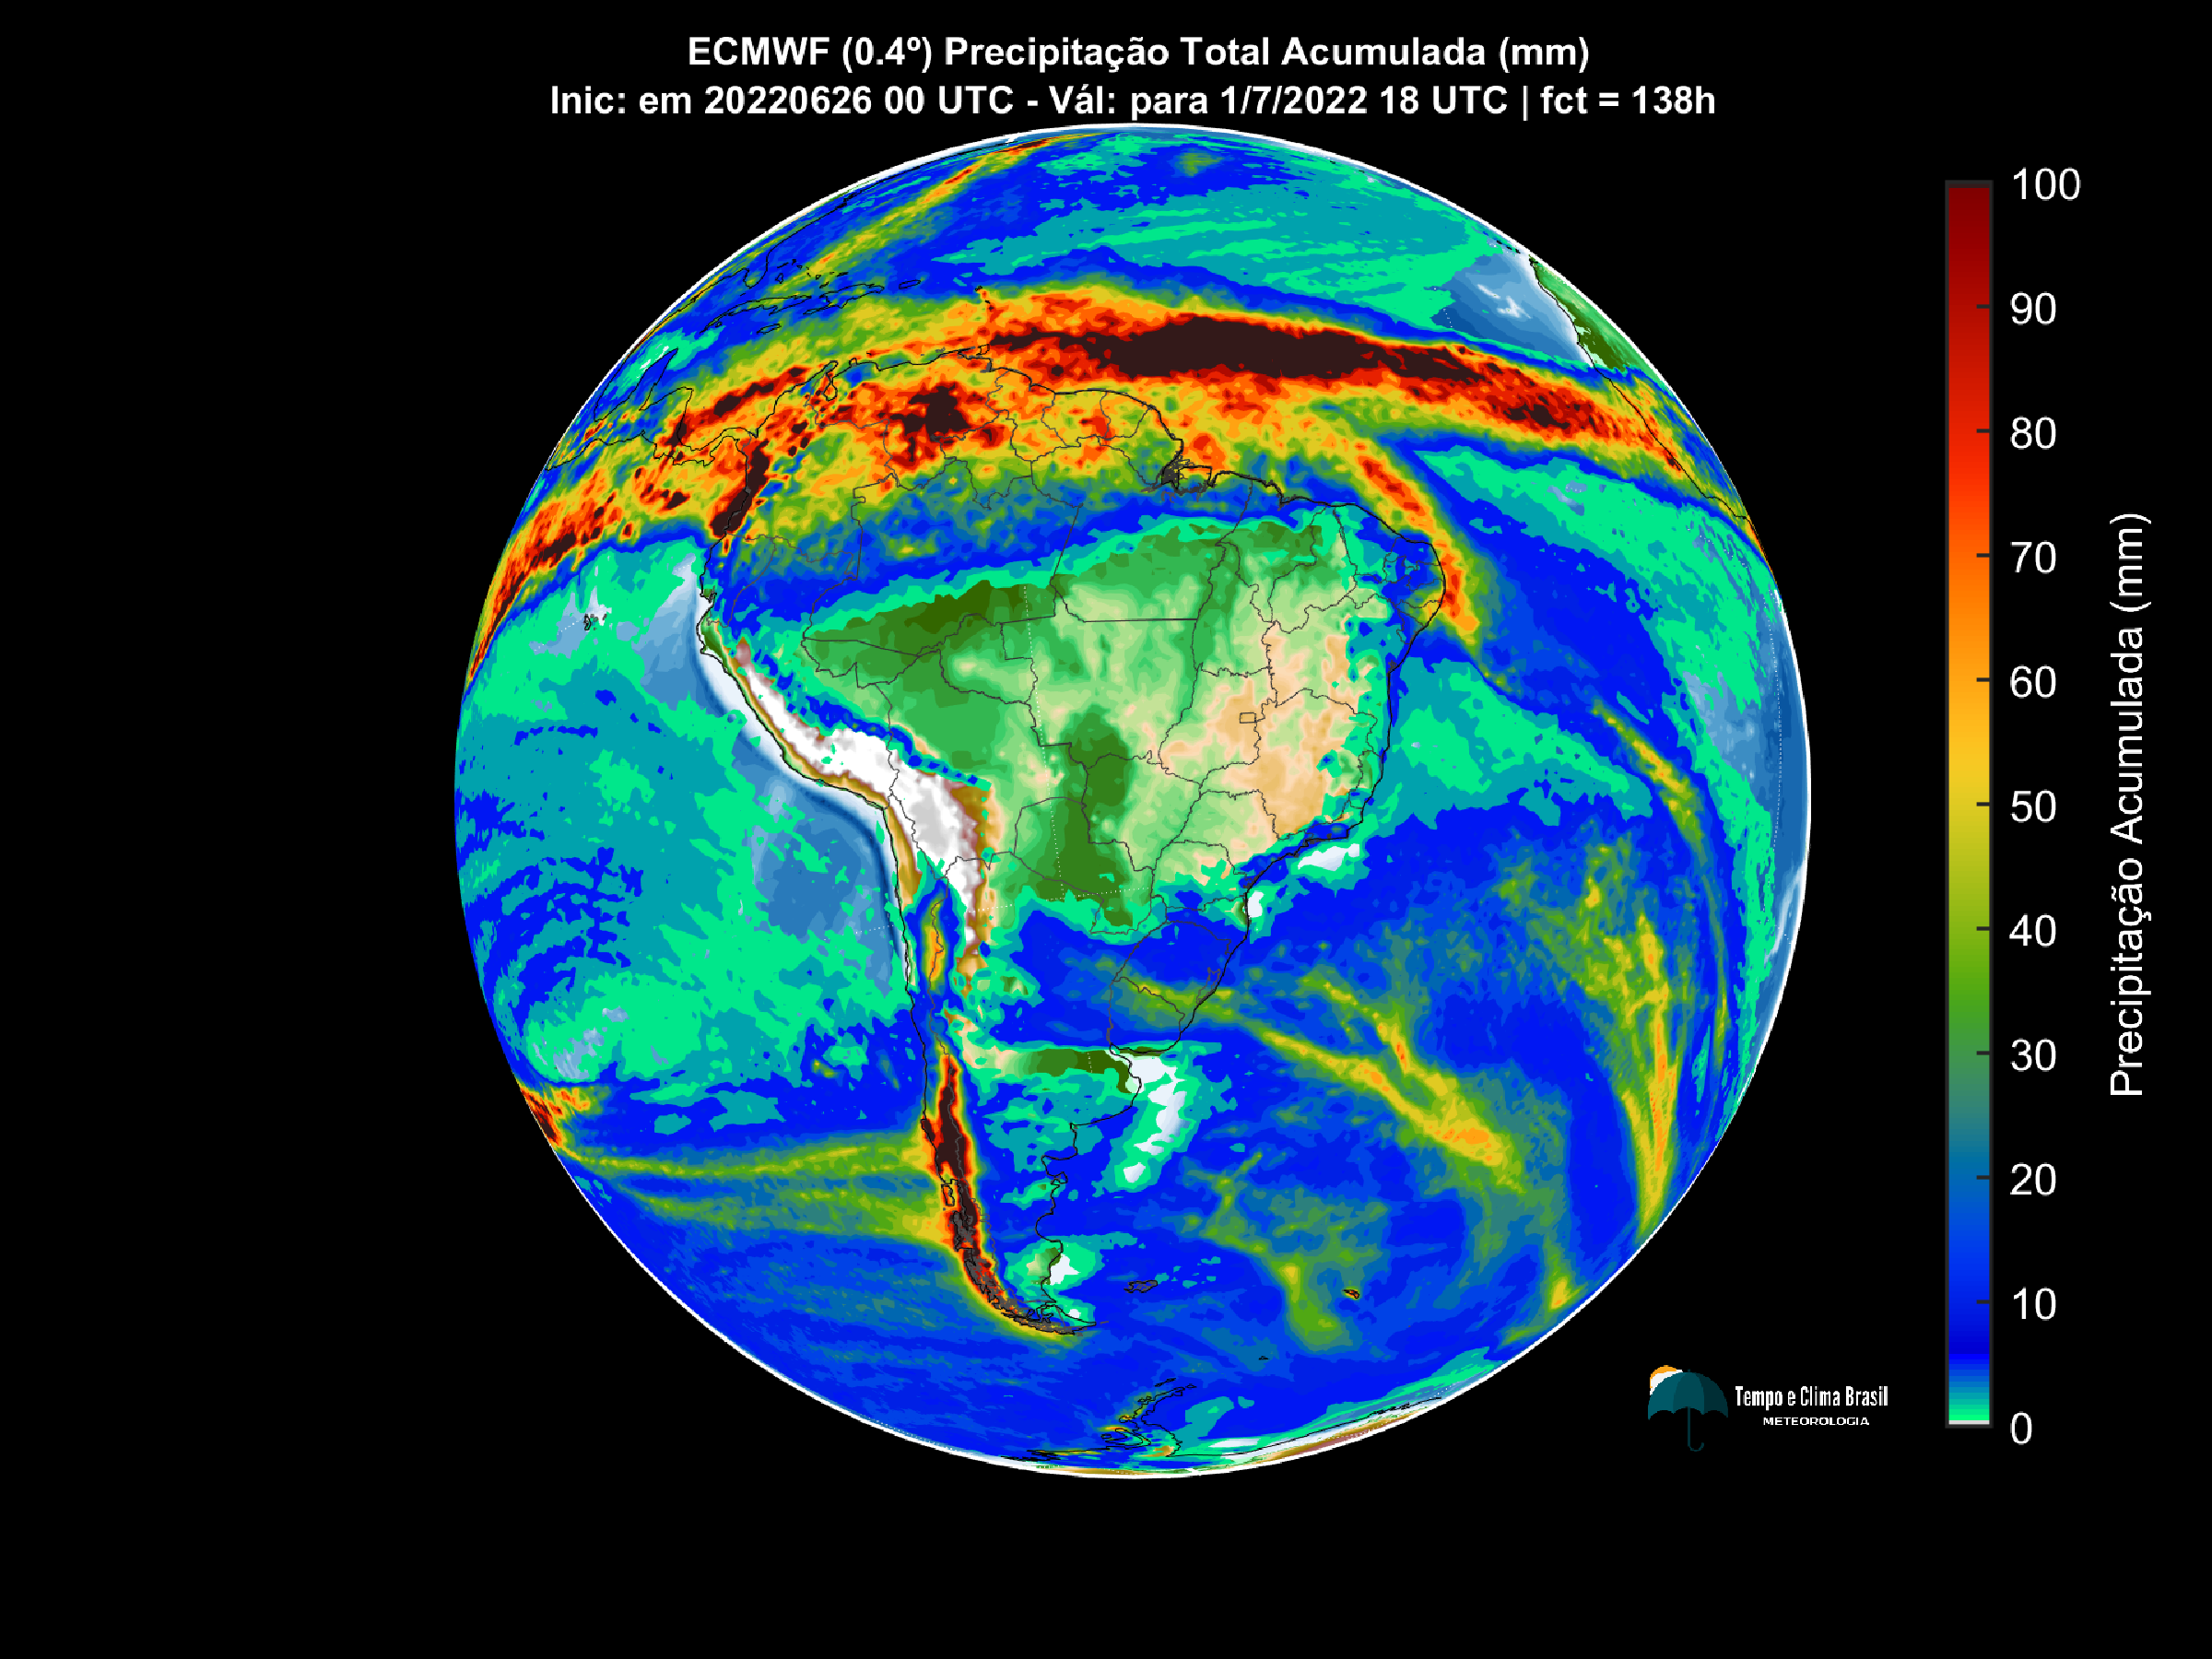 ECMWF (0.4º) Precipitação Total Acumulada (mm)
Inic: em 20220626 00 UTC - Vál: para 1/7/2022 18 UTC | fct = 138h
100
90
80
70
60
50
40
30
20
10
0
Precipitação Acumulada (mm)
Tempo e Clima Brasil
METEOROLOGIA